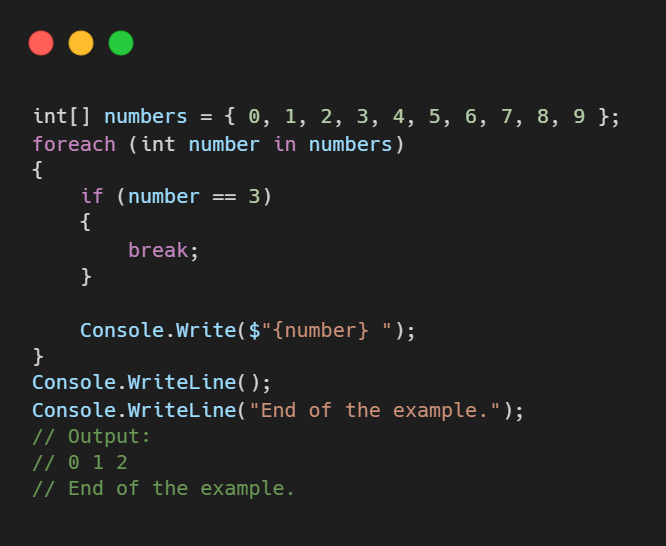 int[] numbers = { 0, 1, 2, 3, 4, 5, 6, 7, 8, 9 };
foreach (int number in numbers)
{
    if (number == 3)
    {
        break;
    }

    Console.Write($"{number} ");
}
Console.WriteLine();
Console.WriteLine("End of the example.");
// Output:
// 0 1 2
// End of the example.